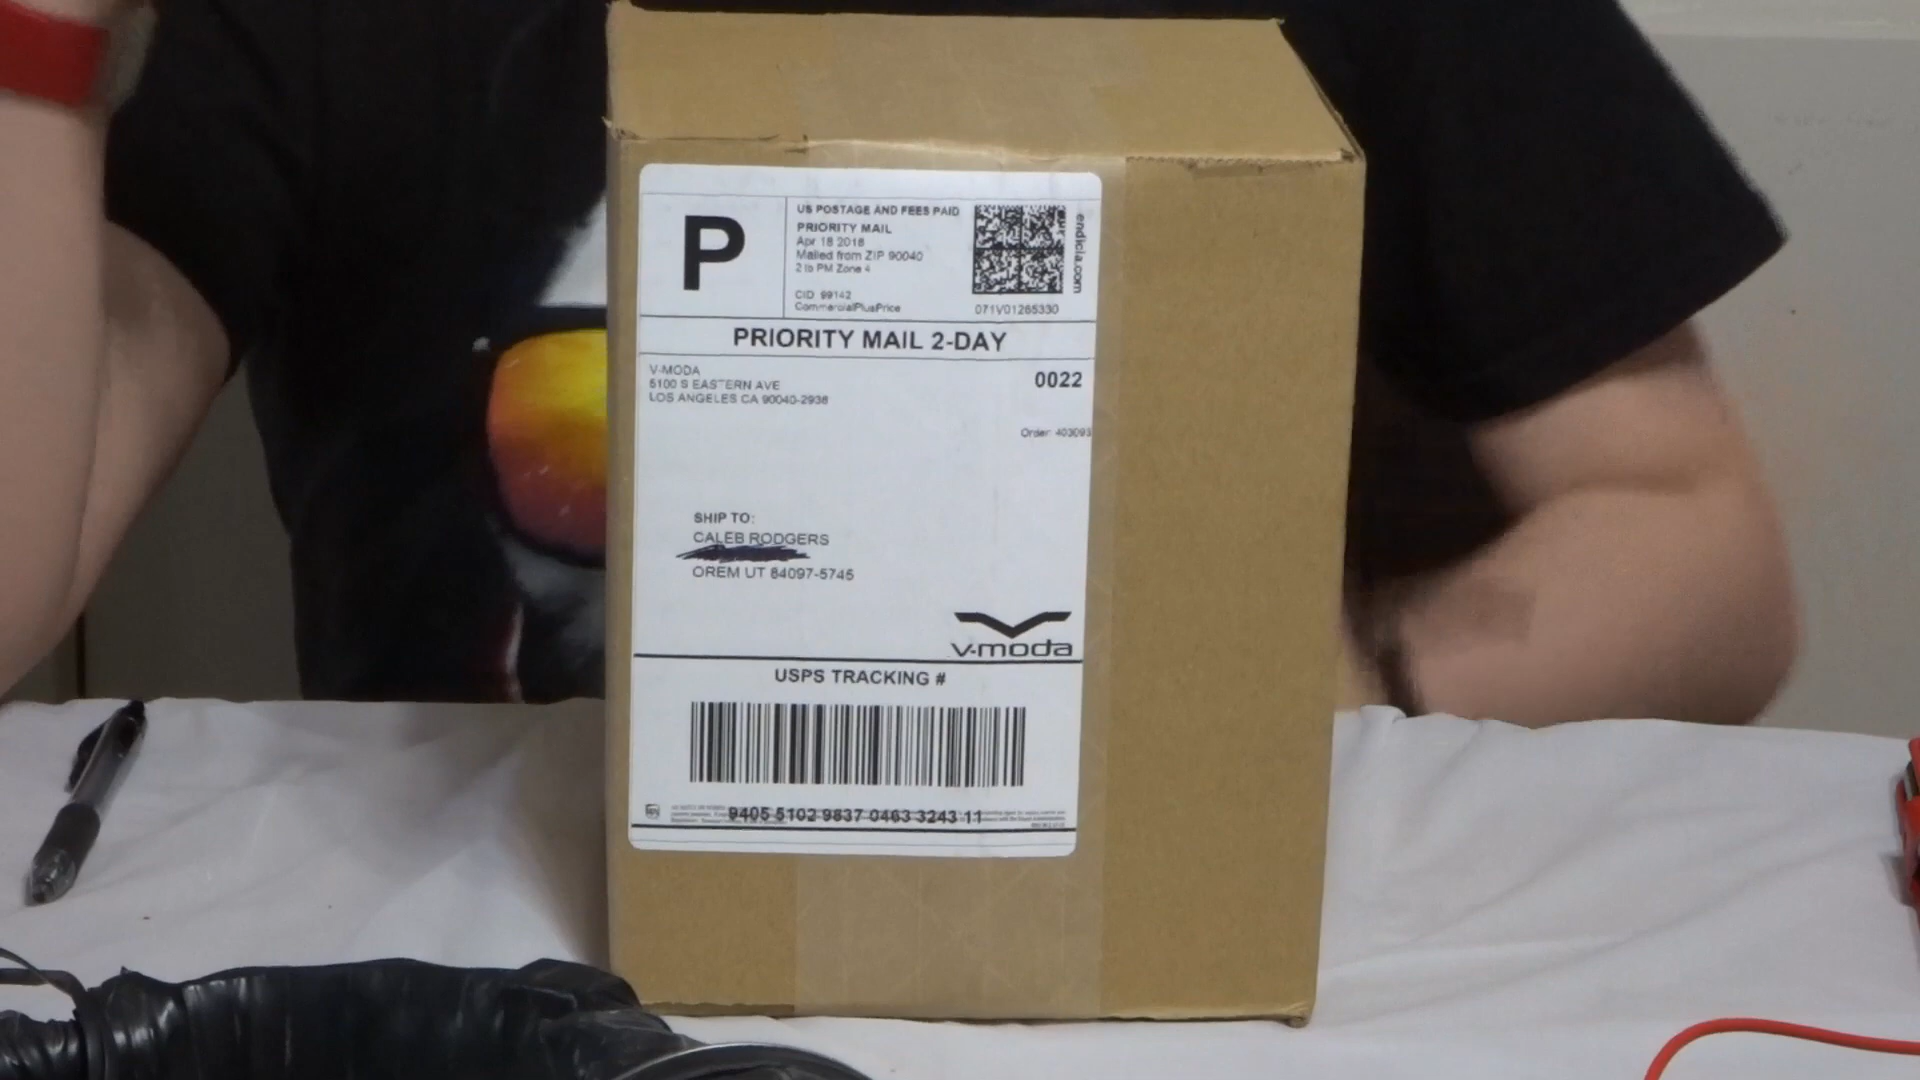 P
US POSTAGE AND FEES PAID
PRIORITY MAIL
Apr 18 2018
Mailed from ZIP 90040
2 lb PM Zone 4
CID 99142
CommercialPlusPrice
endicia.com
071V01265330
PRIORITY MAIL 2-DAY
V-MODA
5100 S EASTERN AVE
LOS ANGELES CA 90040-2938
0022
Order: 403093
SHIP TO:
CALEB RODGERS
OREM UT 84097-5745
v-moda
USPS TRACKING #
9405 5102 9837 0463 3243 11